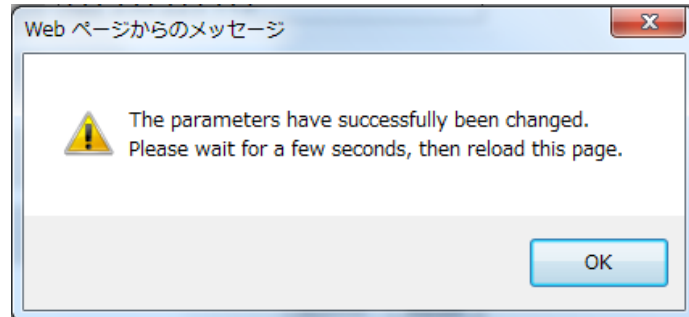 Web ページからのメッセージ
The parameters have successfully been changed.
Please wait for a few seconds, then reload this page.
OK